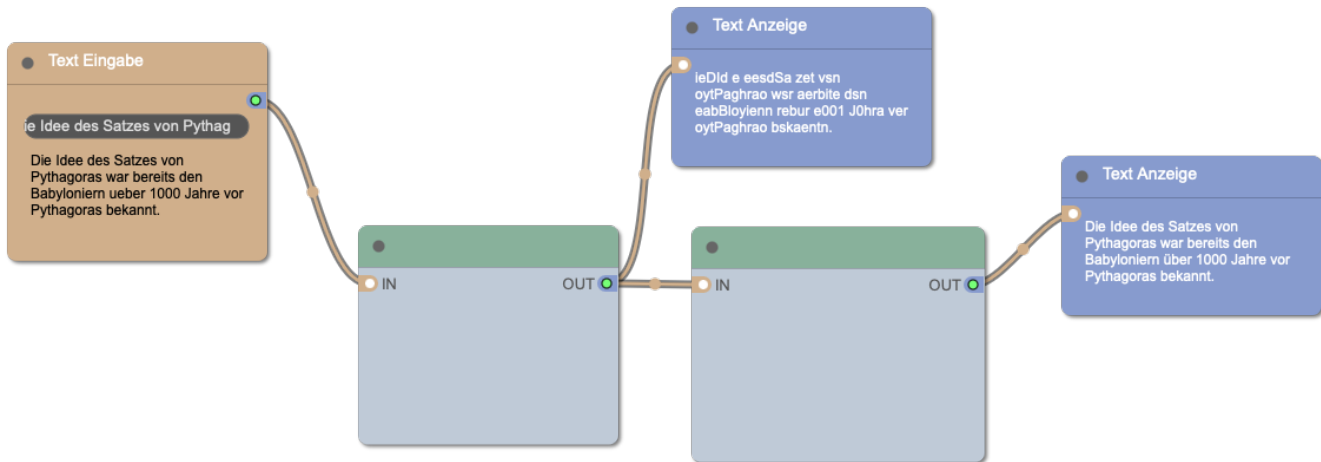 Text Eingabe
ie Idee des Satzes von Pythag
Die Idee des Satzes von
Pythagoras war bereits den
Babyloniern ueber 1000 Jahre vor
Pythagoras bekannt.
IN
OUT
Text Anzeige
ieDId e eesdSa zet vsn
oytPaghrao wsr aerbite dsn
eabBloyienn rebur e001 J0hra ver
oytPaghrao bskaentn.
IN
OUT
Text Anzeige
Die Idee des Satzes von
Pythagoras war bereits den
Babyloniern über 1000 Jahre vor
Pythagoras bekannt.